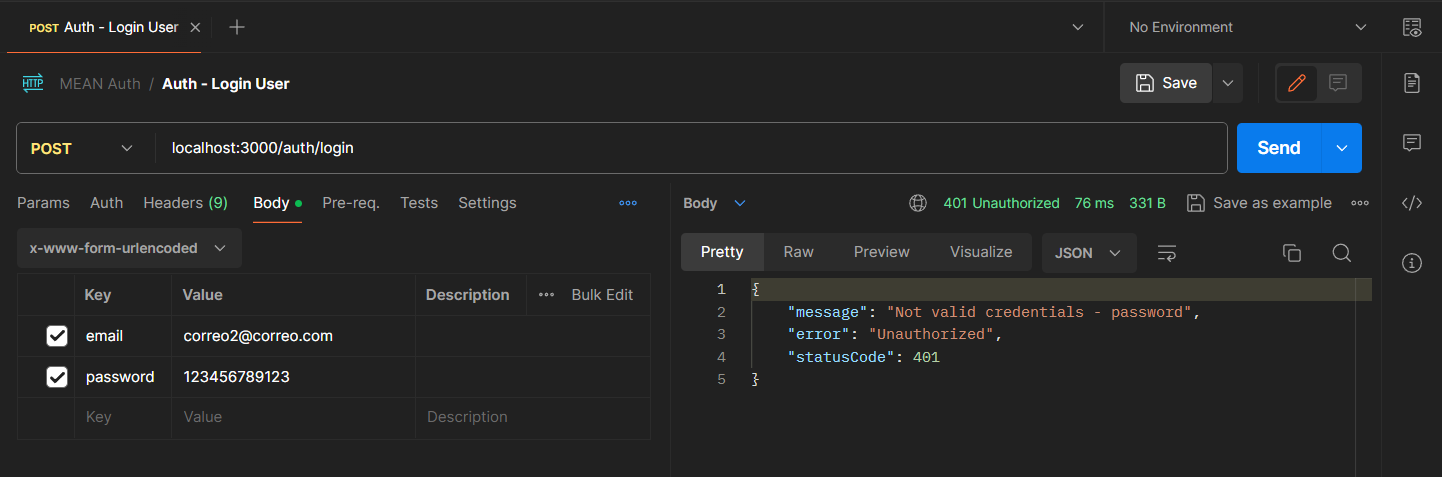 POST Auth - Login User
No Environment
HTTP
MEAN Auth / Auth - Login User
Save
POST localhost:3000/auth/login
Send
Params Auth Headers (9) Body Pre-req. Tests Settings
x-www-form-urlencoded
Key Value Description Bulk Edit
email correo2@correo.com
password 123456789123
Key Value Description
Body 401 Unauthorized 76 ms 331 B Save as example
Pretty Raw Preview Visualize JSON
1 {
2 "message": "Not valid credentials - password",
3 "error": "Unauthorized",
4 "statusCode": 401
5 }